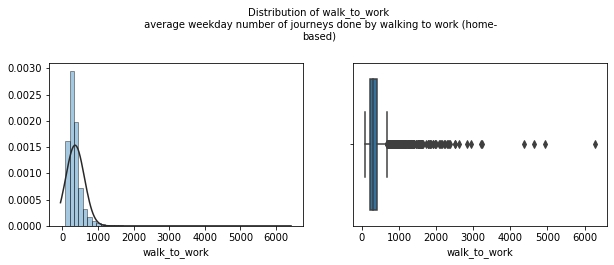 Distribution of walk_to_work
average weekday number of journeys done by walking to work (home-
based)
0.0030
0.0025
0.0020
0.0015
0.0010
0.0005
0.0000
0 1000 2000 3000 4000 5000 6000
walk_to_work
0 1000 2000 3000 4000 5000 6000
walk_to_work